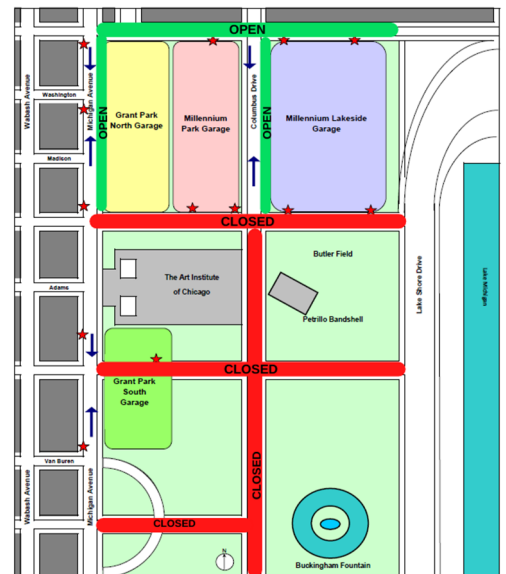 OPEN
Wabash Avenue
Michigan Avenue
Washington
OPEN
Grant Park
North Garage
Millennium
Park Garage
Columbus Drive
OPEN
Millennium Lakeside
Garage
Madison
CLOSED
Butler Field
The Art Institute
of Chicago
Adams
Petrillo Bandshell
Lake Shore Drive
Lake Michigan
CLOSED
Grant Park
South
Garage
Van Buren
Wabash Avenue
Michigan Avenue
CLOSED
CLOSED
N
Buckingham Fountain